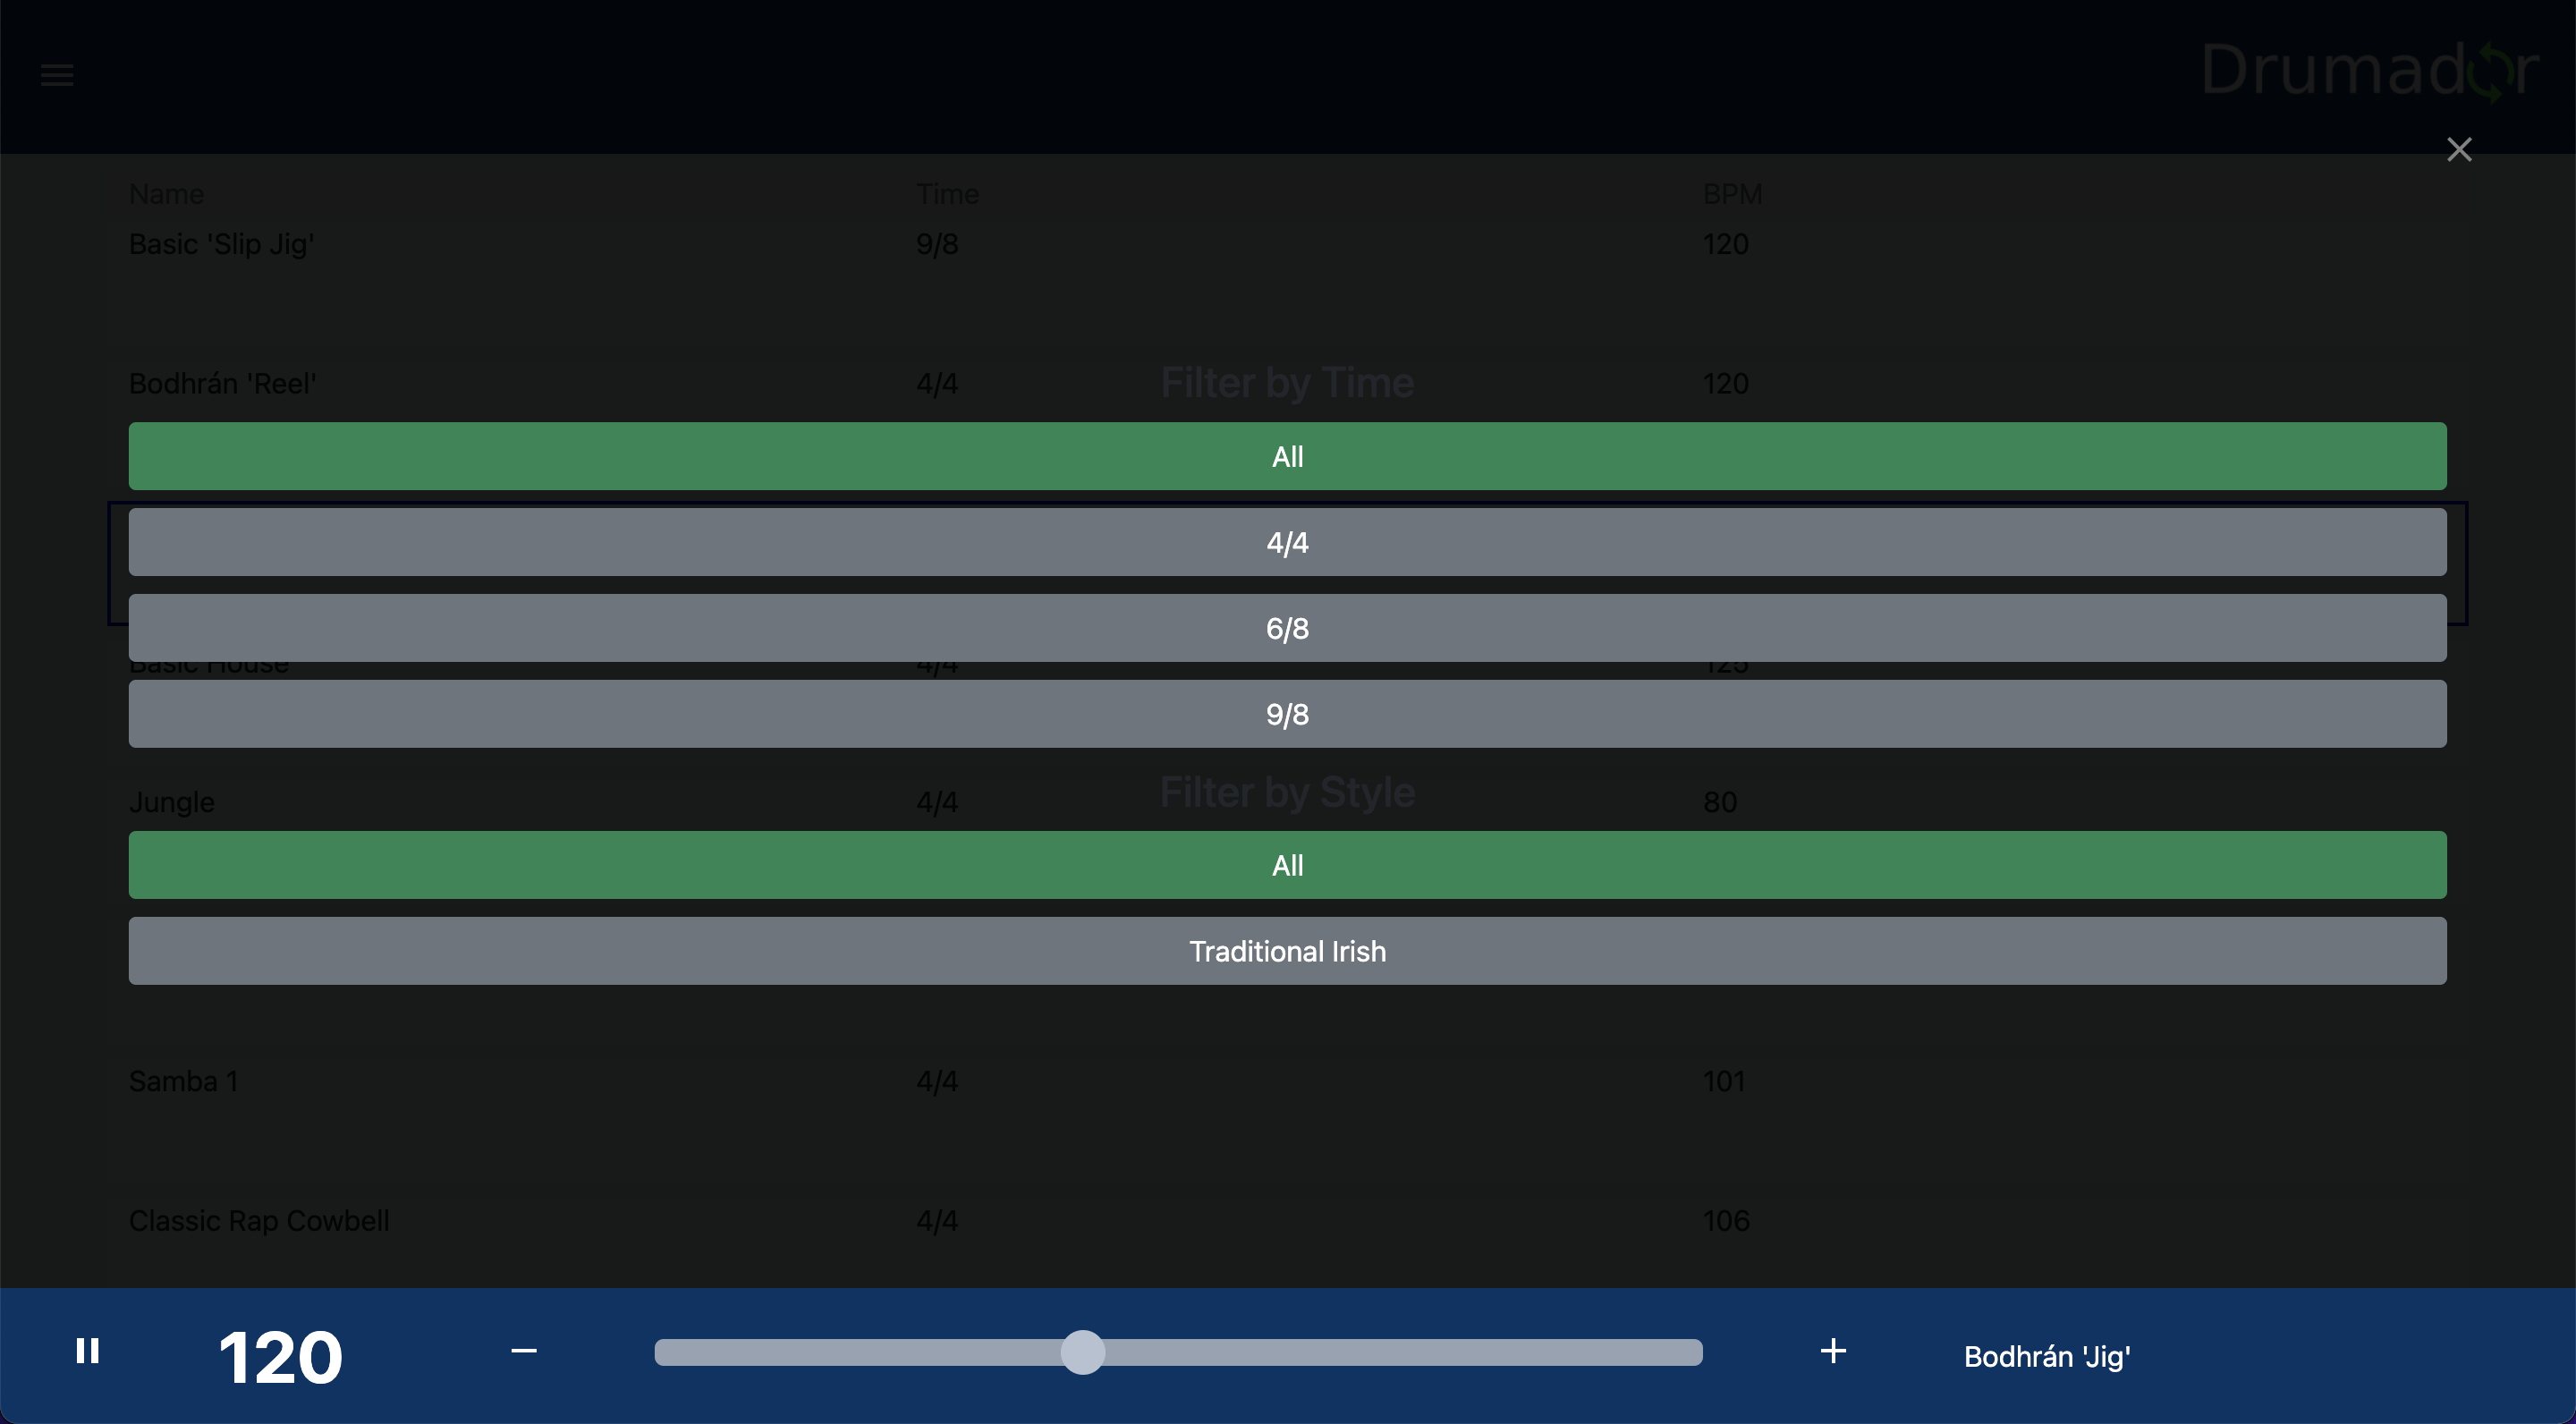 Drumador
Name Time BPM
Basic 'Slip Jig' 9/8 120
Bodhrán 'Reel' 4/4 Filter by Time 120
All
4/4
6/8
Basic House 4/4 125
9/8
Jungle 4/4 Filter by Style 80
All
Traditional Irish
Samba 1 4/4 101
Classic Rap Cowbell 4/4 106
120 − + Bodhrán 'Jig'